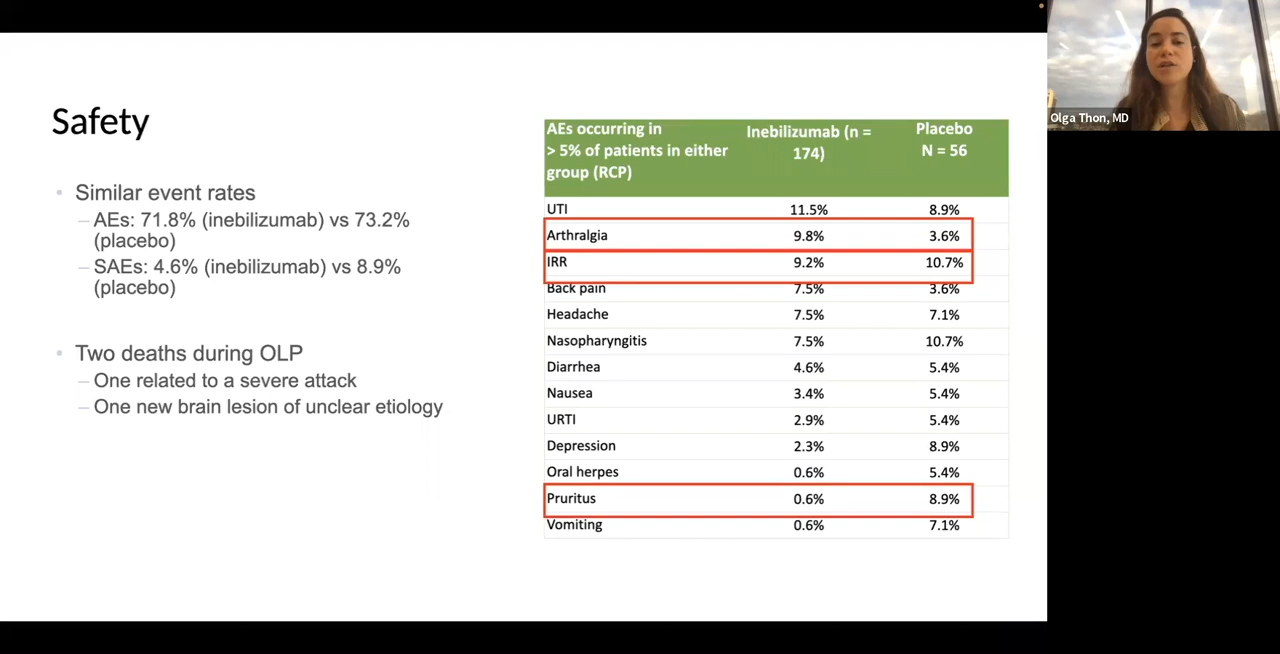 Safety
• Similar event rates
– AEs: 71.8% (inebilizumab) vs 73.2%
(placebo)
– SAEs: 4.6% (inebilizumab) vs 8.9%
(placebo)
• Two deaths during OLP
– One related to a severe attack
– One new brain lesion of unclear etiology
AEs occurring in
> 5% of patients in either
group (RCP)
Inebilizumab (n =
174)
Placebo
N = 56
UTI 11.5% 8.9%
Arthralgia 9.8% 3.6%
IRR 9.2% 10.7%
Back pain 7.5% 3.6%
Headache 7.5% 7.1%
Nasopharyngitis 7.5% 10.7%
Diarrhea 4.6% 5.4%
Nausea 3.4% 5.4%
URTI 2.9% 5.4%
Depression 2.3% 8.9%
Oral herpes 0.6% 5.4%
Pruritus 0.6% 8.9%
Vomiting 0.6% 7.1%
Olga Thon, MD